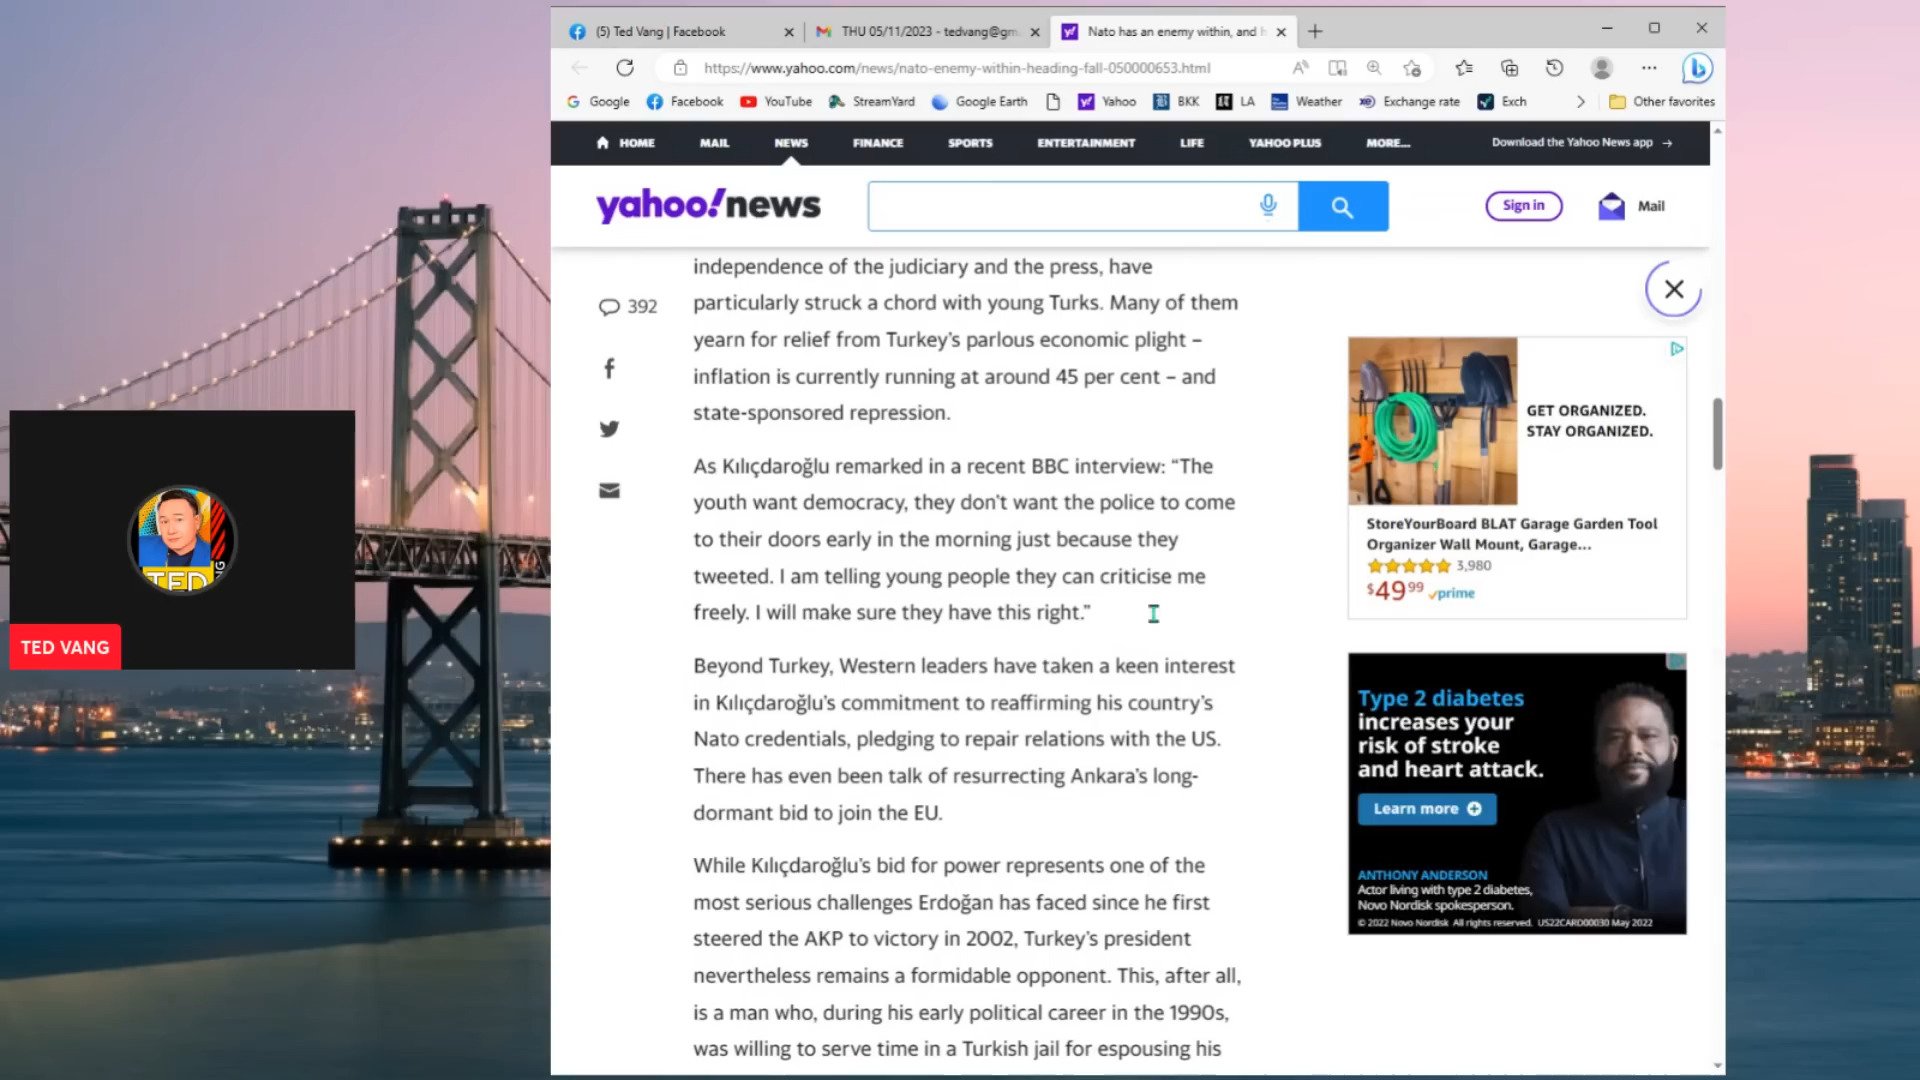 (5) Ted Vang | Facebook
THU 05/11/2023 - tedvang@gm
Nato has an enemy within, and h
https://www.yahoo.com/news/nato-enemy-within-heading-fall-050000653.html
Google
Facebook
YouTube
StreamYard
Google Earth
Yahoo
BKK
LA
Weather
Exchange rate
Exch
Other favorites
HOME
MAIL
NEWS
FINANCE
SPORTS
ENTERTAINMENT
LIFE
YAHOO PLUS
MORE...
Download the Yahoo News app →
yahoo!news
Sign in
Mail
392
independence of the judiciary and the press, have
particularly struck a chord with young Turks. Many of them
yearn for relief from Turkey's parlous economic plight –
inflation is currently running at around 45 per cent – and
state-sponsored repression.
As Kılıçdaroğlu remarked in a recent BBC interview: “The
youth want democracy, they don't want the police to come
to their doors early in the morning just because they
tweeted. I am telling young people they can criticise me
freely. I will make sure they have this right.”
Beyond Turkey, Western leaders have taken a keen interest
in Kılıçdaroğlu's commitment to reaffirming his country's
Nato credentials, pledging to repair relations with the US.
There has even been talk of resurrecting Ankara's long-
dormant bid to join the EU.
While Kılıçdaroğlu's bid for power represents one of the
most serious challenges Erdoğan has faced since he first
steered the AKP to victory in 2002, Turkey's president
nevertheless remains a formidable opponent. This, after all,
is a man who, during his early political career in the 1990s,
was willing to serve time in a Turkish jail for espousing his
GET ORGANIZED.
STAY ORGANIZED.
StoreYourBoard BLAT Garage Garden Tool
Organizer Wall Mount, Garage...
3,980
$49⁹⁹ prime
Type 2 diabetes
increases your
risk of stroke
and heart attack.
Learn more
ANTHONY ANDERSON
Actor living with type 2 diabetes,
Novo Nordisk spokesperson.
© 2022 Novo Nordisk All rights reserved. US22CARD00030 May 2022
TED
TED VANG